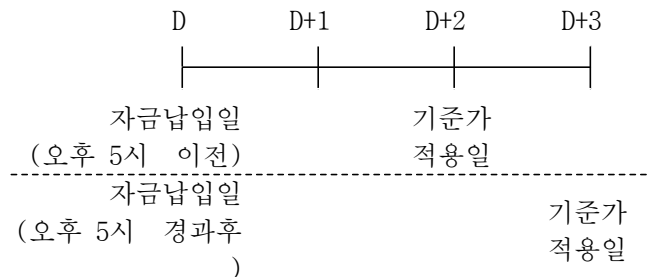 D D+1 D+2 D+3
자금납입일 기준가
(오후 5시 이전) 적용일
자금납입일
기준가
(오후 5시 경과후
적용일
)